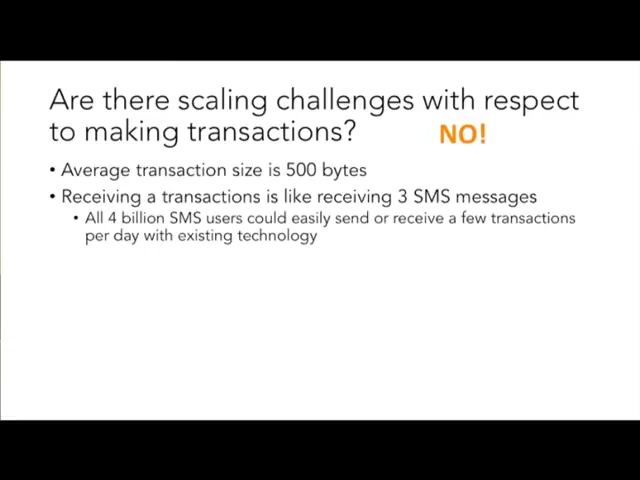 Are there scaling challenges with respect
to making transactions? NO!
• Average transaction size is 500 bytes
• Receiving a transactions is like receiving 3 SMS messages
• All 4 billion SMS users could easily send or receive a few transactions
per day with existing technology